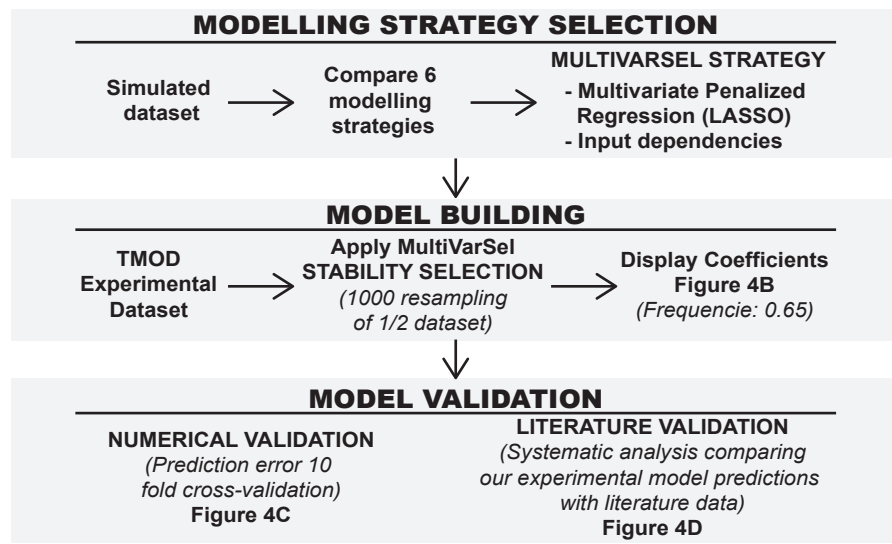 MODELLING STRATEGY SELECTION
Simulated
dataset
Compare 6
modelling
strategies
MULTIVARSEL STRATEGY
- Multivariate Penalized
Regression (LASSO)
- Input dependencies
MODEL BUILDING
TMOD
Experimental
Dataset
Apply MultiVarSel
STABILITY SELECTION
(1000 resampling
of 1/2 dataset)
Display Coefficients
Figure 4B
(Frequencie: 0.65)
MODEL VALIDATION
NUMERICAL VALIDATION
(Prediction error 10
fold cross-validation)
Figure 4C
LITERATURE VALIDATION
(Systematic analysis comparing
our experimental model predictions
with literature data)
Figure 4D